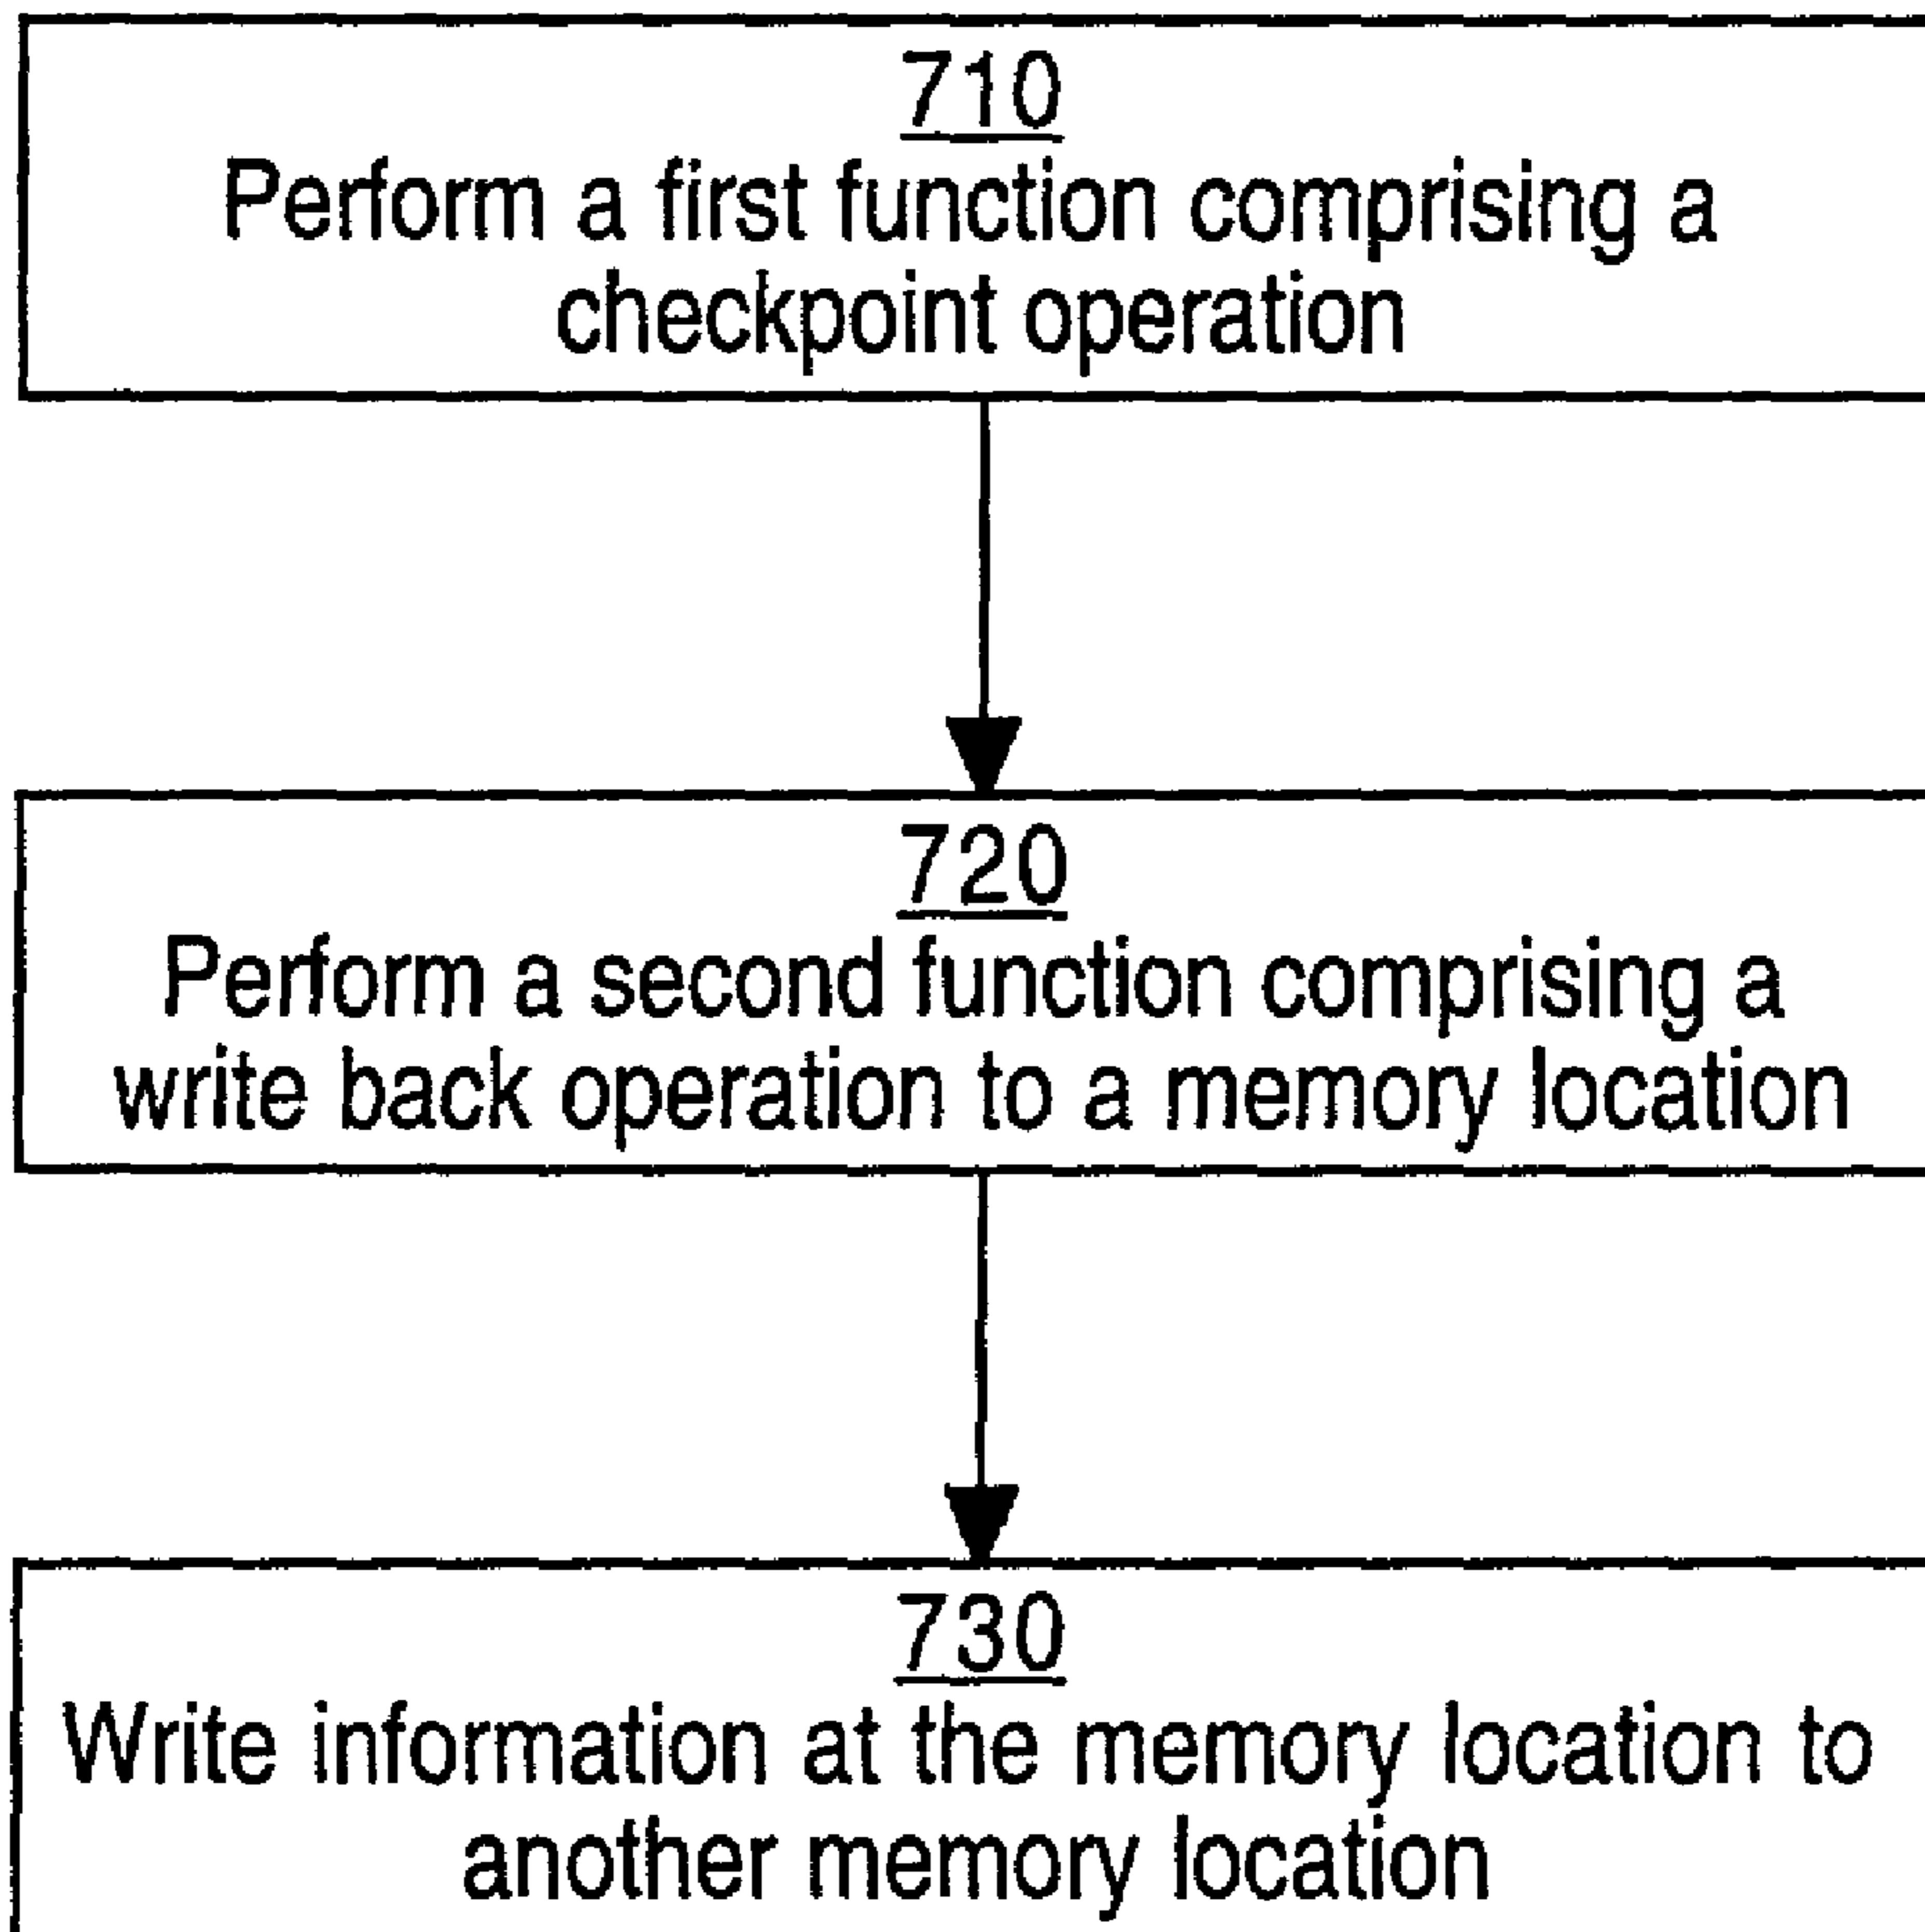 710
Perform a first function comprising a
checkpoint operation
720
Perform a second function comprising a
write back operation to a memory location
730
Write information at the memory location to
another memory location